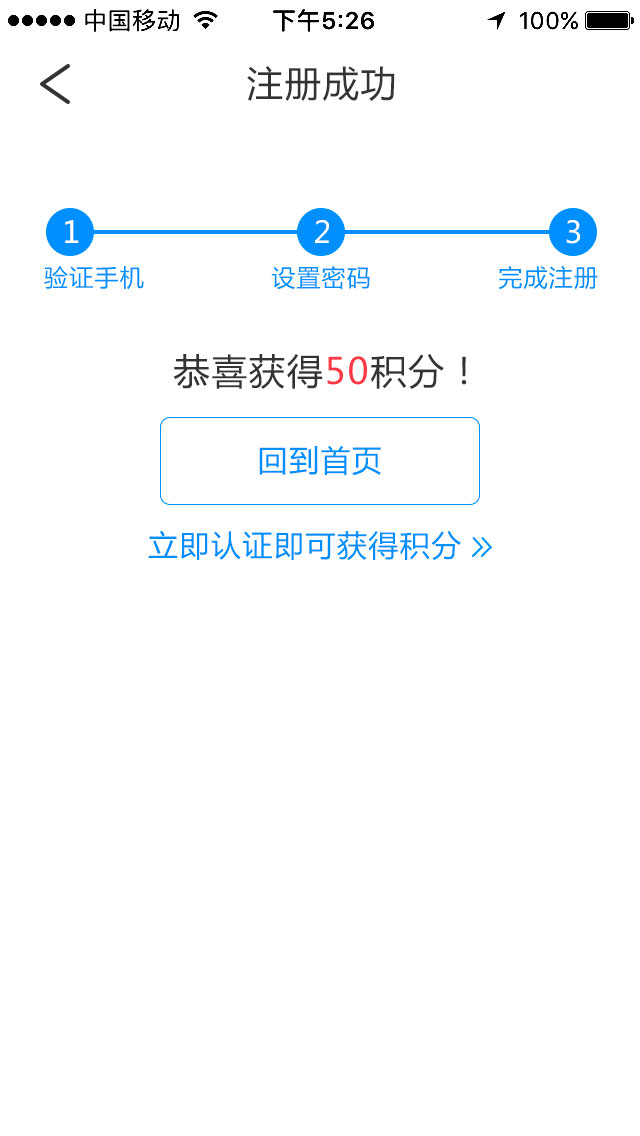 中国移动 下午5:26 100%
注册成功
1 2 3
验证手机 设置密码 完成注册
恭喜获得50积分！
回到首页
立即认证即可获得积分 »